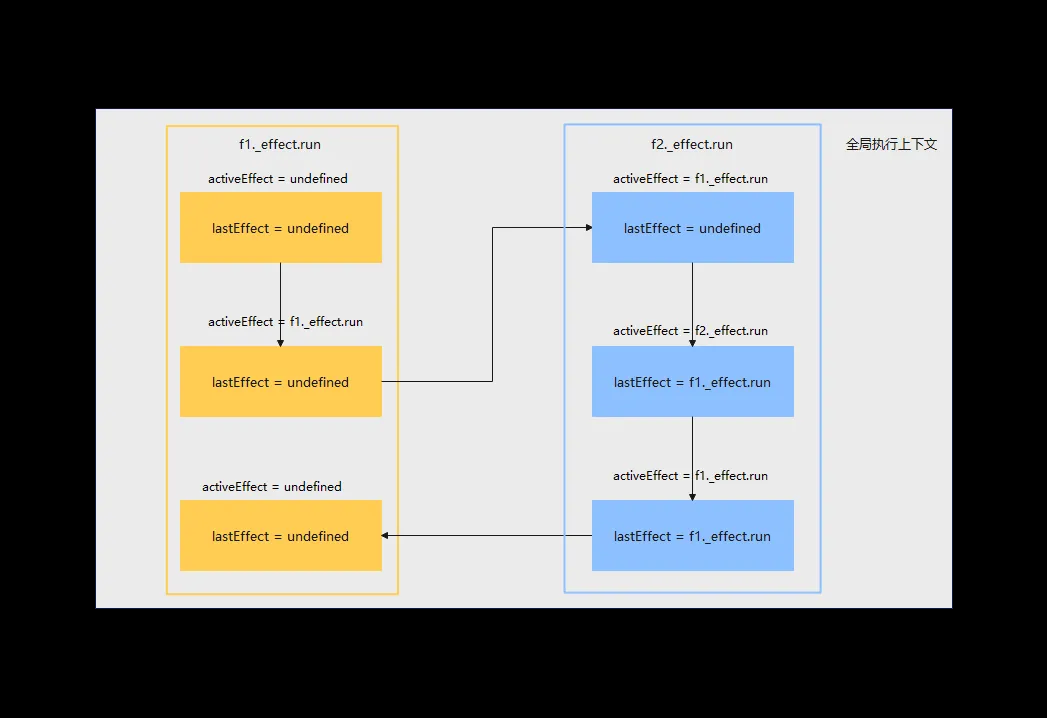 f1._effect.run
activeEffect = undefined
lastEffect = undefined
activeEffect = f1._effect.run
lastEffect = undefined
activeEffect = undefined
lastEffect = undefined
f2._effect.run
activeEffect = f1._effect.run
lastEffect = undefined
activeEffect = f2._effect.run
lastEffect = f1._effect.run
activeEffect = f1._effect.run
lastEffect = f1._effect.run
全局执行上下文